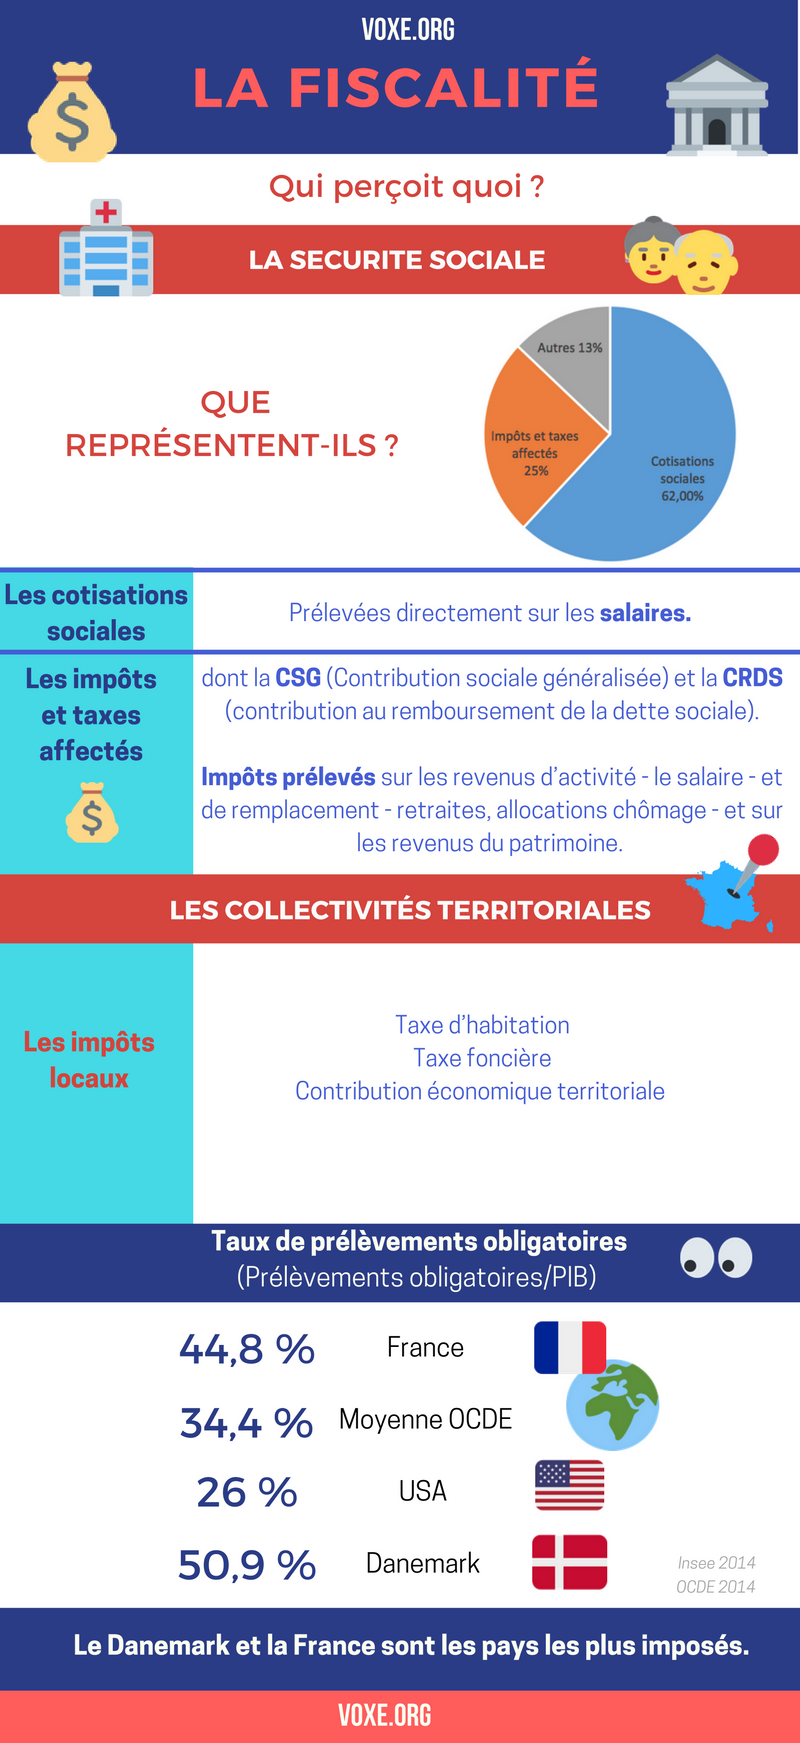 VOXE.ORG
LA FISCALITÉ
Qui perçoit quoi ?
LA SECURITE SOCIALE
QUE
REPRÉSENTENT-ILS ?
Autres 13%
Impôts et taxes
affectés
25%
Cotisations
sociales
62,00%
Les cotisations
sociales
Prélevées directement sur les salaires.
Les impôts
et taxes
affectés
$
dont la CSG (Contribution sociale généralisée) et la CRDS
(contribution au remboursement de la dette sociale).
Impôts prélevés sur les revenus d'activité - le salaire - et
de remplacement - retraites, allocations chômage - et sur
les revenus du patrimoine.
LES COLLECTIVITÉS TERRITORIALES
Les impôts
locaux
Taxe d'habitation
Taxe foncière
Contribution économique territoriale
Taux de prélèvements obligatoires
(Prélèvements obligatoires/PIB)
44,8 % France
34,4 % Moyenne OCDE
26 % USA
50,9 % Danemark
Insee 2014
OCDE 2014
Le Danemark et la France sont les pays les plus imposés.
VOXE.ORG